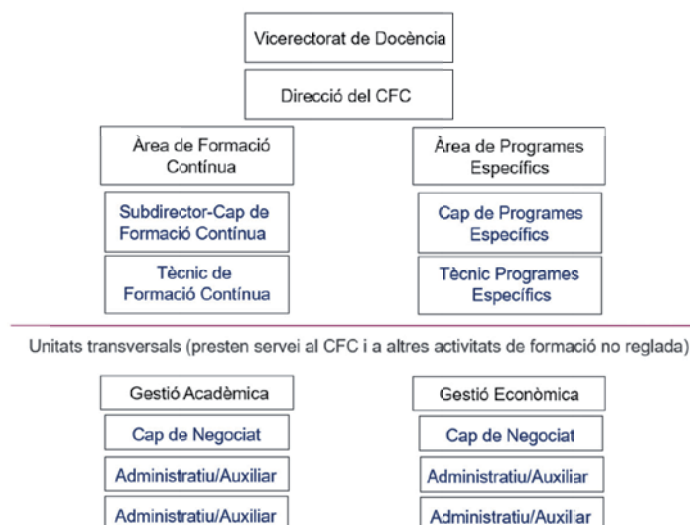 Vicerectorat de Docència
Direcció del CFC
Àrea de Formació
Contínua
Àrea de Programes
Específics
Subdirector-Cap de
Formació Contínua
Cap de Programes
Específics
Tècnic de
Formació Contínua
Tècnic Programes
Específics
Unitats transversals (presten servei al CFC i a altres activitats de formació no reglada)
Gestió Acadèmica
Gestió Econòmica
Cap de Negociat
Cap de Negociat
Administratiu/Auxiliar
Administratiu/Auxiliar
Administratiu/Auxiliar
Administratiu/Auxiliar